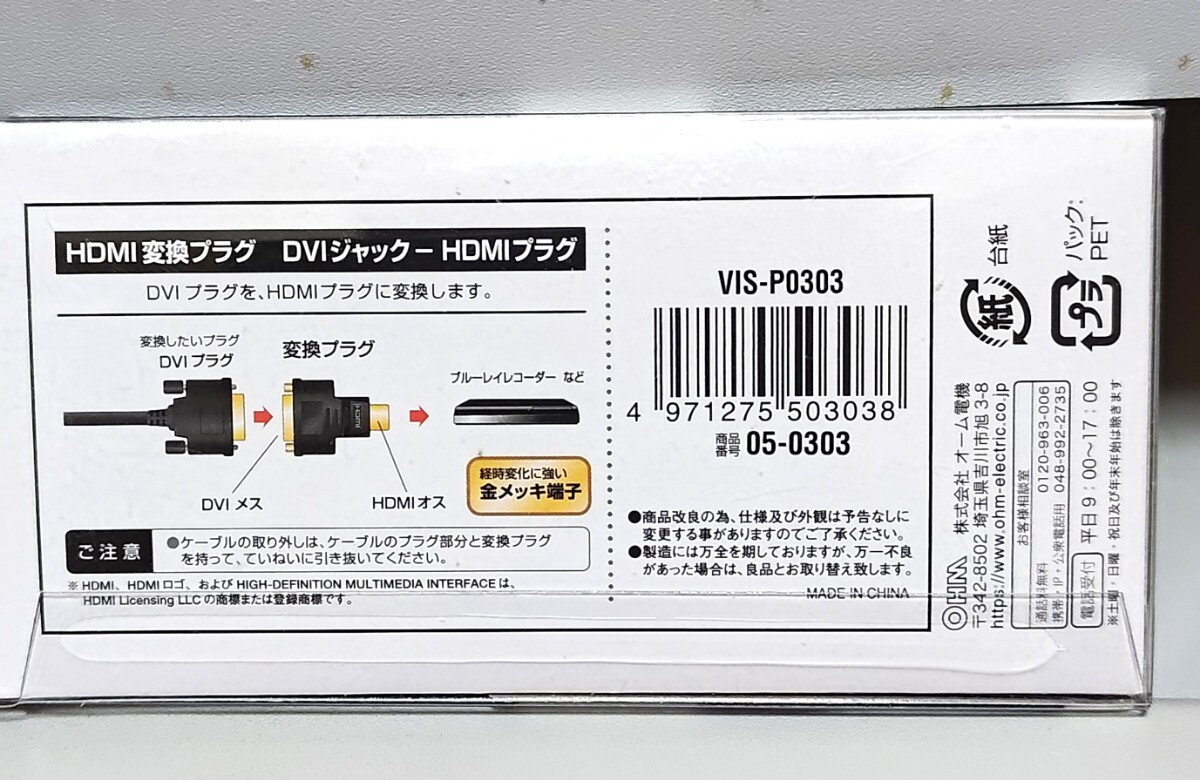 HDMI変換プラグ DVIジャックー HDMIプラグ
DVIプラグを、HDMIプラグに変換します。
変換したいプラグ
DVIプラグ
変換プラグ
ブルーレイレコーダー など
HDMI
DVIメス
HDMIオス
経時変化に強い
金メッキ端子
ご注意
●ケーブルの取り外しは、ケーブルのプラグ部分と変換プラグ
を持って、ていねいに引き抜いてください。
※ HDMI、HDMIロゴ、および HIGH-DEFINITION MULTIMEDIA INTERFACE は、
HDMI Licensing LLC の商標または登録商標です。
VIS-P0303
4 971275 503038
商品番号 05-0303
●商品改良の為、仕様及び外観は予告なしに
変更する事がありますのでご了承ください。
●製造には万全を期しておりますが、万一不良
があった場合は、良品とお取り替え致します。
MADE IN CHINA
台紙
紙
パック:
PET
プラ
OHM 株式会社 オーム電機
〒342-8502 埼玉県吉川市旭 3-8
https://www.ohm-electric.co.jp
お客様相談室
通話料無料 0120-963-006
携帯・IP・公衆電話用 048-992-2735
電話受付 平日 9:00〜17:00
※土曜・日曜・祝日及び年末年始は除きます